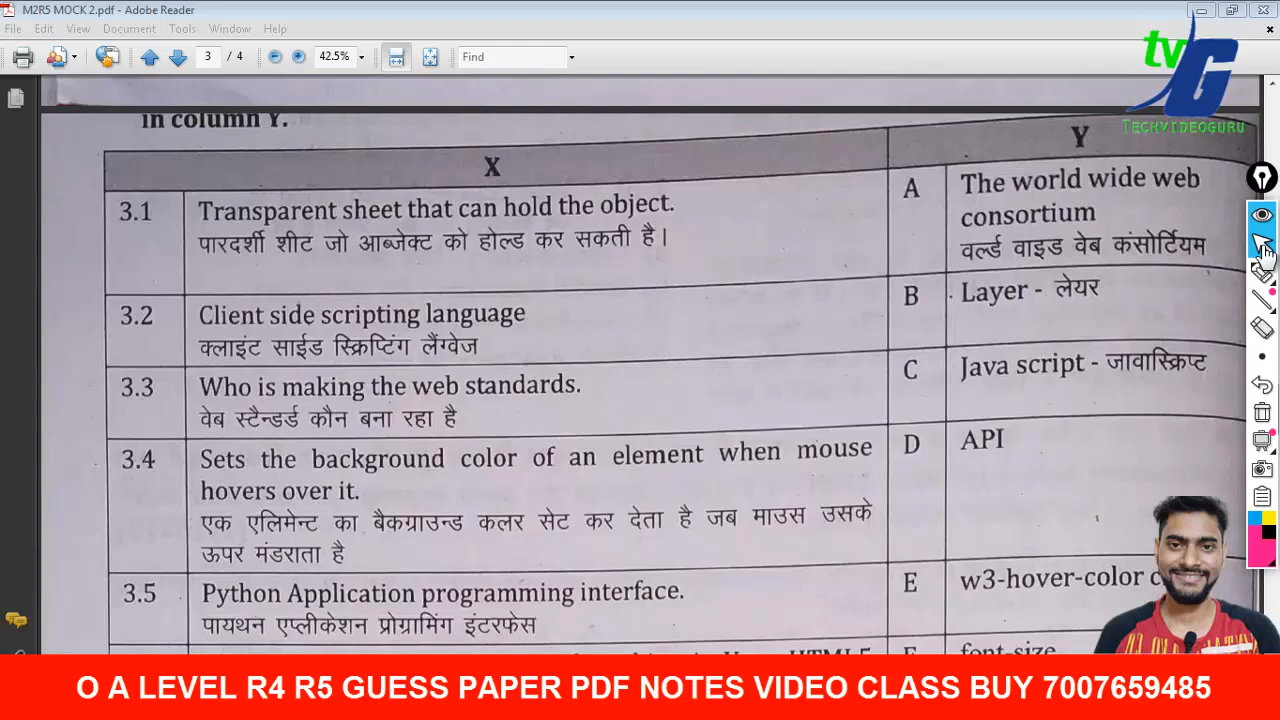 M2R5 MOCK 2.pdf - Adobe Reader
File Edit View Document Tools Window Help
3 / 4 42.5% Find
tv G
TECHVIDEOGURU
in column Y.
X Y
3.1 Transparent sheet that can hold the object.
पारदर्शी शीट जो आब्जेक्ट को होल्ड कर सकती है।
A The world wide web
consortium
वर्ल्ड वाइड वेब कंसोर्टियम
3.2 Client side scripting language
क्लाइंट साईड स्क्रिप्टिंग लैंग्वेज
B Layer - लेयर
3.3 Who is making the web standards.
वेब स्टैन्डर्ड कौन बना रहा है
C Java script - जावास्क्रिप्ट
3.4 Sets the background color of an element when mouse
hovers over it.
एक एलिमेन्ट का बैकग्राउन्ड कलर सेट कर देता है जब माउस उसके
ऊपर मंडराता है
D API
3.5 Python Application programming interface.
पायथन एप्लीकेशन प्रोग्रामिंग इंटरफेस
E w3-hover-color
font-size
O A LEVEL R4 R5 GUESS PAPER PDF NOTES VIDEO CLASS BUY 7007659485